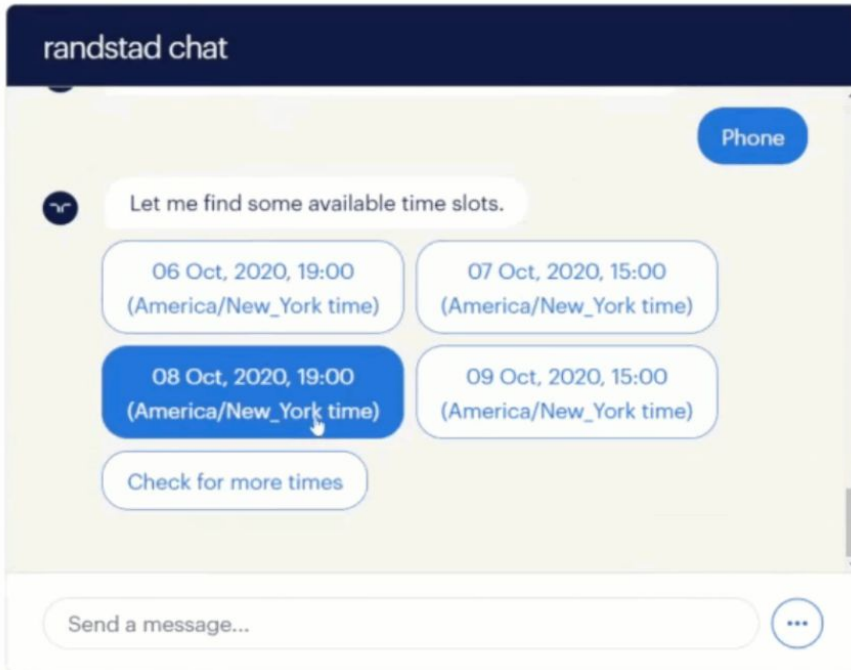 randstad chat
Phone
Let me find some available time slots.
06 Oct, 2020, 19:00
(America/New_York time)
07 Oct, 2020, 15:00
(America/New_York time)
08 Oct, 2020, 19:00
(America/New_York time)
09 Oct, 2020, 15:00
(America/New_York time)
Check for more times
Send a message...